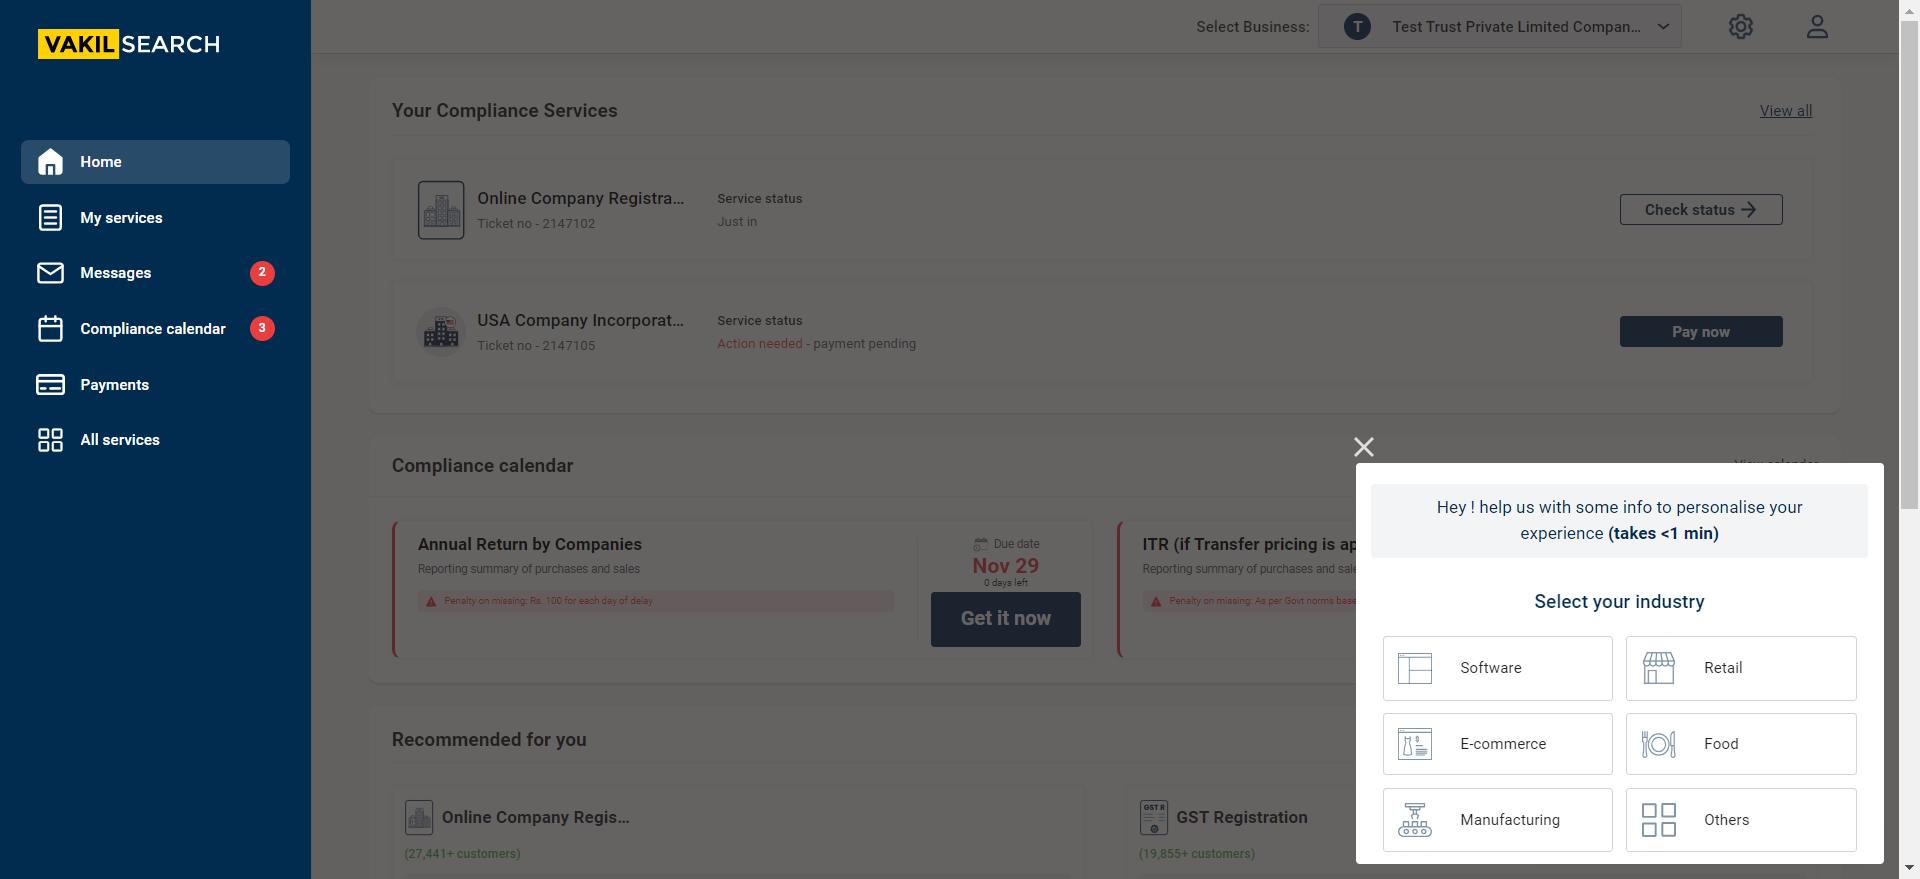 VAKILSEARCH
Home
My services
Messages 2
Compliance calendar 3
Payments
All services
Select Business: T Test Trust Private Limited Compan...
Your Compliance Services View all
Online Company Registra... Service status
Ticket no - 2147102 Just in
Check status
USA Company Incorporat... Service status
Ticket no - 2147105 Action needed - payment pending
Pay now
Compliance calendar View calendar
Annual Return by Companies
Reporting summary of purchases and sales
Penalty on missing: Rs. 100 for each day of delay
Due date
Nov 29
0 days left
Get it now
ITR (if Transfer pricing is ap
Reporting summary of purchases and sale
Penalty on missing: As per Govt norms base
Recommended for you
Online Company Regis...
(27,441+ customers)
GST R
GST Registration
(19,855+ customers)
Hey ! help us with some info to personalise your
experience (takes <1 min)
Select your industry
Software Retail
E-commerce Food
Manufacturing Others